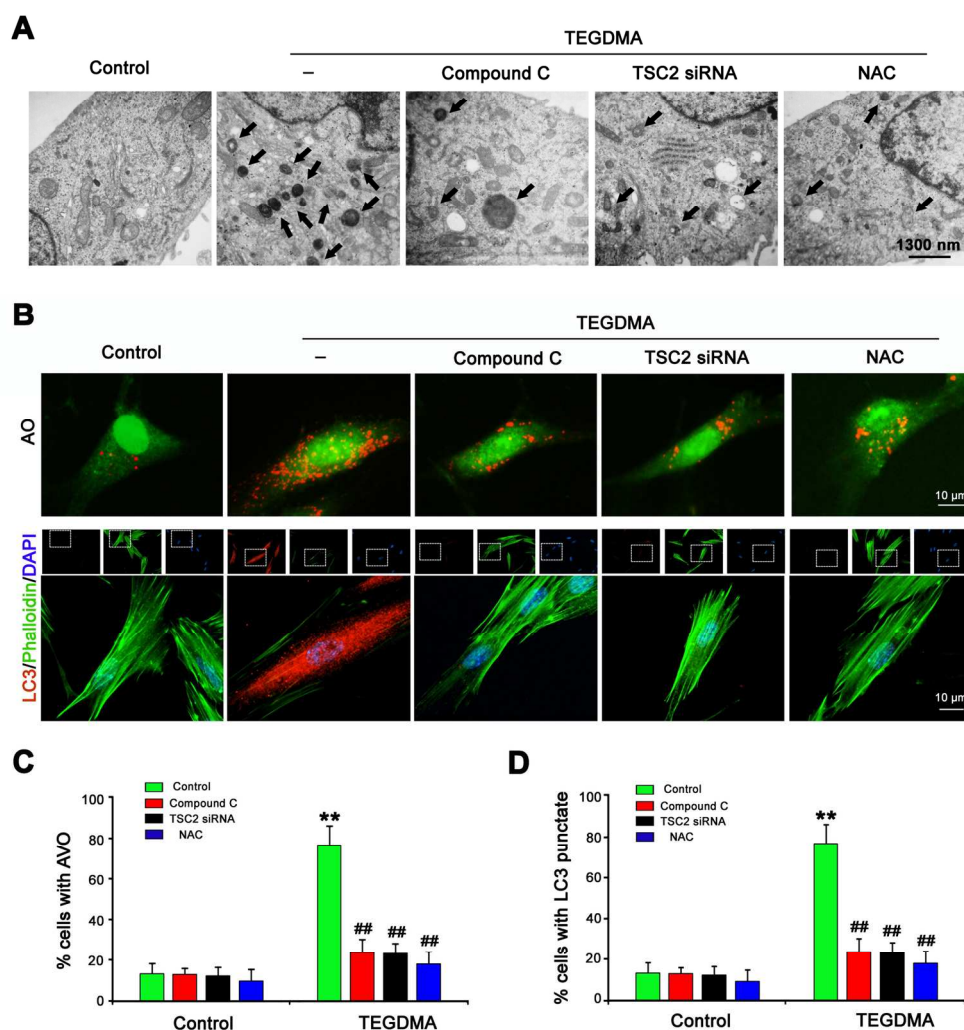 A
TEGDMA
Control – Compound C TSC2 siRNA NAC
1300 nm
B
TEGDMA
Control – Compound C TSC2 siRNA NAC
AO
10 µm
LC3/Phalloidin/DAPI
10 µm
C
% cells with AVO
100
80
60
40
20
0
Control
Compound C
TSC2 siRNA
NAC
**
##
##
##
Control TEGDMA
D
% cells with LC3 punctate
100
80
60
40
20
0
Control
Compound C
TSC2 siRNA
NAC
**
##
##
##
Control TEGDMA